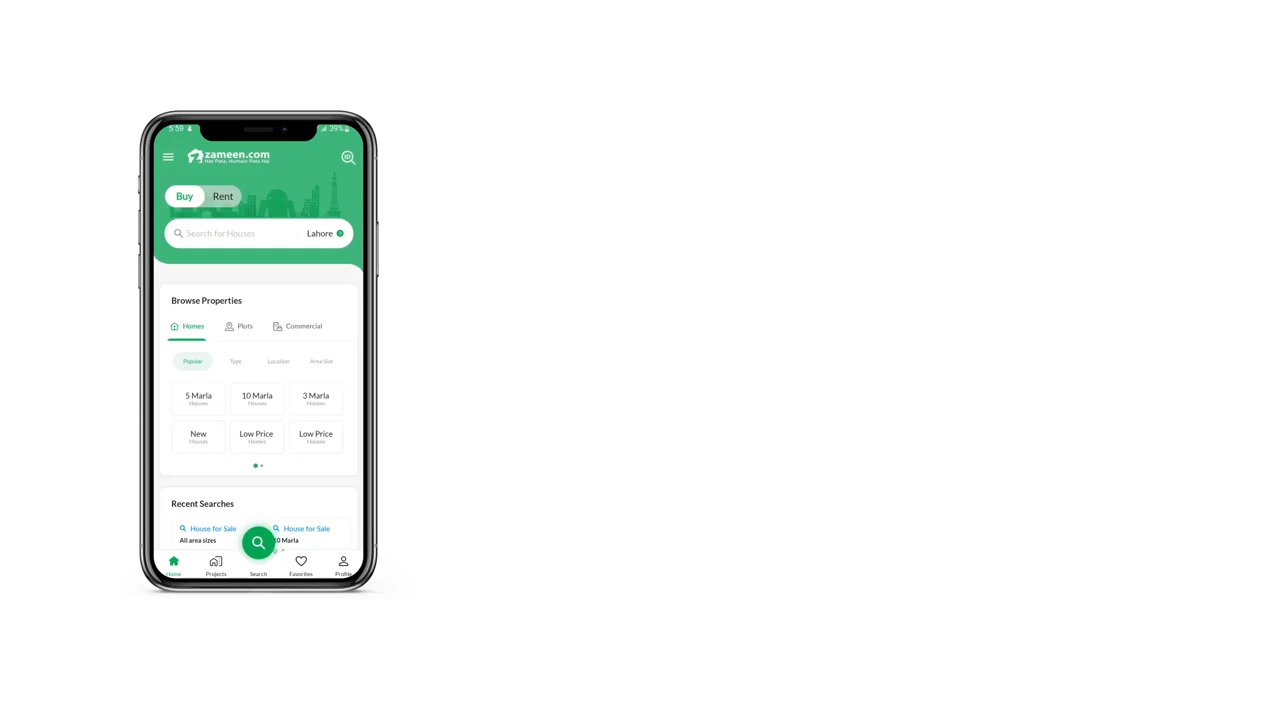 5:59
39%
zameen.com
Har Pata, Humain Pata Hai
ID
Buy Rent
Search for Houses Lahore
Browse Properties
Homes Plots Commercial
Popular Type Location Area Size
5 Marla 10 Marla 3 Marla
Houses Houses Houses
New Low Price Low Price
Houses Homes Houses
Recent Searches
House for Sale House for Sale
All area sizes 10 Marla
Home Projects Search Favorites Profile